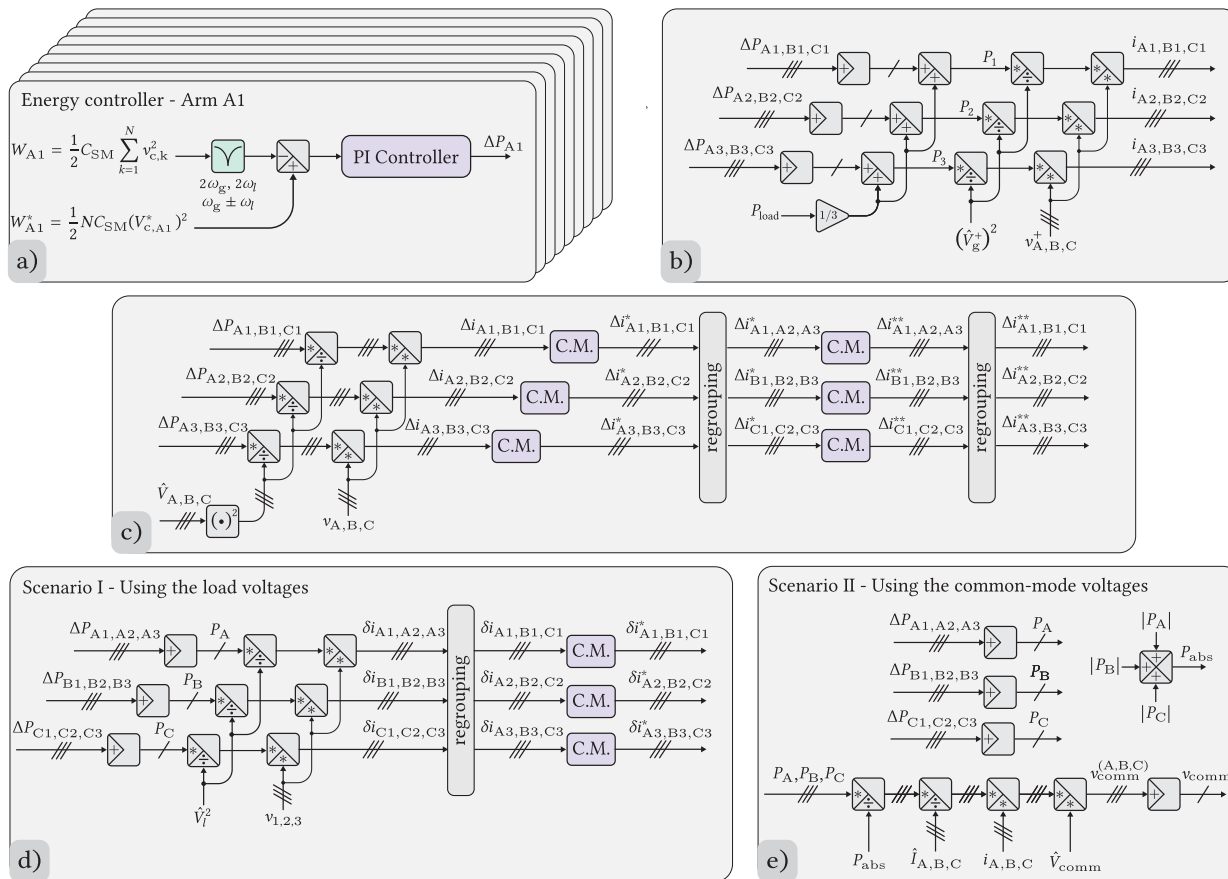 Energy controller - Arm A1
W_A1 = 1/2 C_SM ∑_{k=1}^{N} v²_c,k
2ω_g, 2ω_l
ω_g ± ω_l
PI Controller
ΔP_A1
W*_A1 = 1/2 NC_SM(V*_c,A1)²
a)
ΔP_A1,B1,C1
P_1
i_A1,B1,C1
ΔP_A2,B2,C2
P_2
i_A2,B2,C2
ΔP_A3,B3,C3
P_3
i_A3,B3,C3
P_load
1/3
(V̂_g^+)²
v^+_A,B,C
b)
ΔP_A1,B1,C1
Δi_A1,B1,C1
C.M.
Δi*_A1,B1,C1
Δi*_A1,A2,A3
C.M.
Δi**_A1,A2,A3
Δi**_A1,B1,C1
ΔP_A2,B2,C2
Δi_A2,B2,C2
C.M.
Δi*_A2,B2,C2
regrouping
Δi*_B1,B2,B3
C.M.
Δi**_B1,B2,B3
regrouping
Δi**_A2,B2,C2
ΔP_A3,B3,C3
Δi_A3,B3,C3
C.M.
Δi*_A3,B3,C3
Δi*_C1,C2,C3
C.M.
Δi**_C1,C2,C3
Δi**_A3,B3,C3
V̂_A,B,C
(•)²
v_A,B,C
c)
Scenario I - Using the load voltages
ΔP_A1,A2,A3
P_A
δi_A1,A2,A3
δi_A1,B1,C1
C.M.
δi*_A1,B1,C1
ΔP_B1,B2,B3
P_B
δi_B1,B2,B3
regrouping
δi_A2,B2,C2
C.M.
δi*_A2,B2,C2
ΔP_C1,C2,C3
P_C
δi_C1,C2,C3
δi_A3,B3,C3
C.M.
δi*_A3,B3,C3
V̂_l²
v_1,2,3
d)
Scenario II - Using the common-mode voltages
ΔP_A1,A2,A3
P_A
ΔP_B1,B2,B3
P_B
ΔP_C1,C2,C3
P_C
|P_A|
|P_B|
P_abs
|P_C|
P_A,P_B,P_C
v_comm^(A,B,C)
v_comm
P_abs
Î_A,B,C
i_A,B,C
V̂_comm
e)